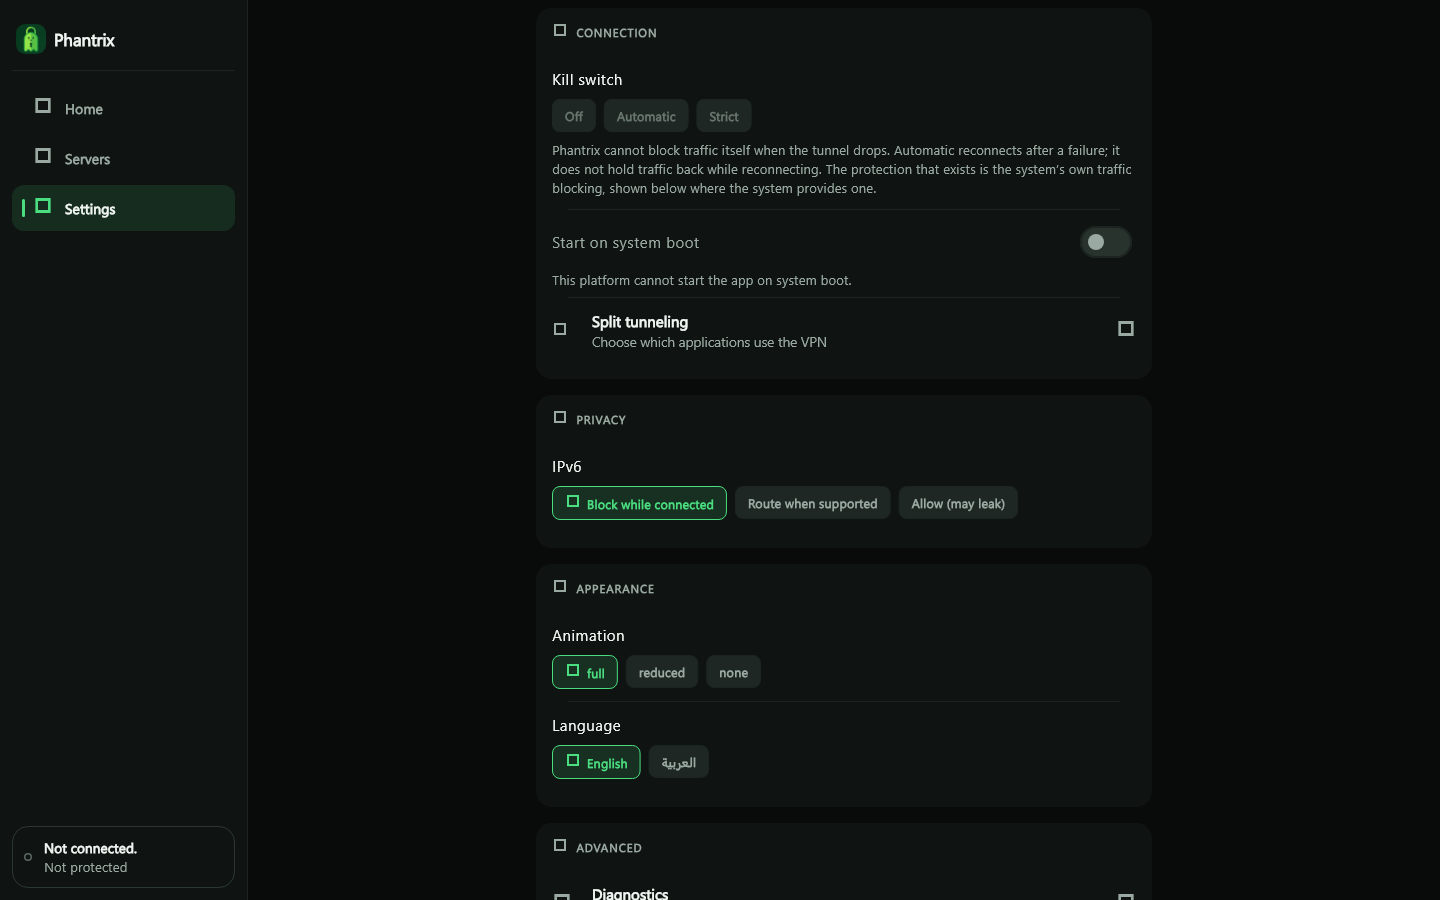 Phantrix
Home
Servers
Settings
Not connected.
Not protected
CONNECTION
Kill switch
Off
Automatic
Strict
Phantrix cannot block traffic itself when the tunnel drops. Automatic reconnects after a failure; it
does not hold traffic back while reconnecting. The protection that exists is the system's own traffic
blocking, shown below where the system provides one.
Start on system boot
This platform cannot start the app on system boot.
Split tunneling
Choose which applications use the VPN
PRIVACY
IPv6
Block while connected
Route when supported
Allow (may leak)
APPEARANCE
Animation
full
reduced
none
Language
English
العربية
ADVANCED
Diagnostics